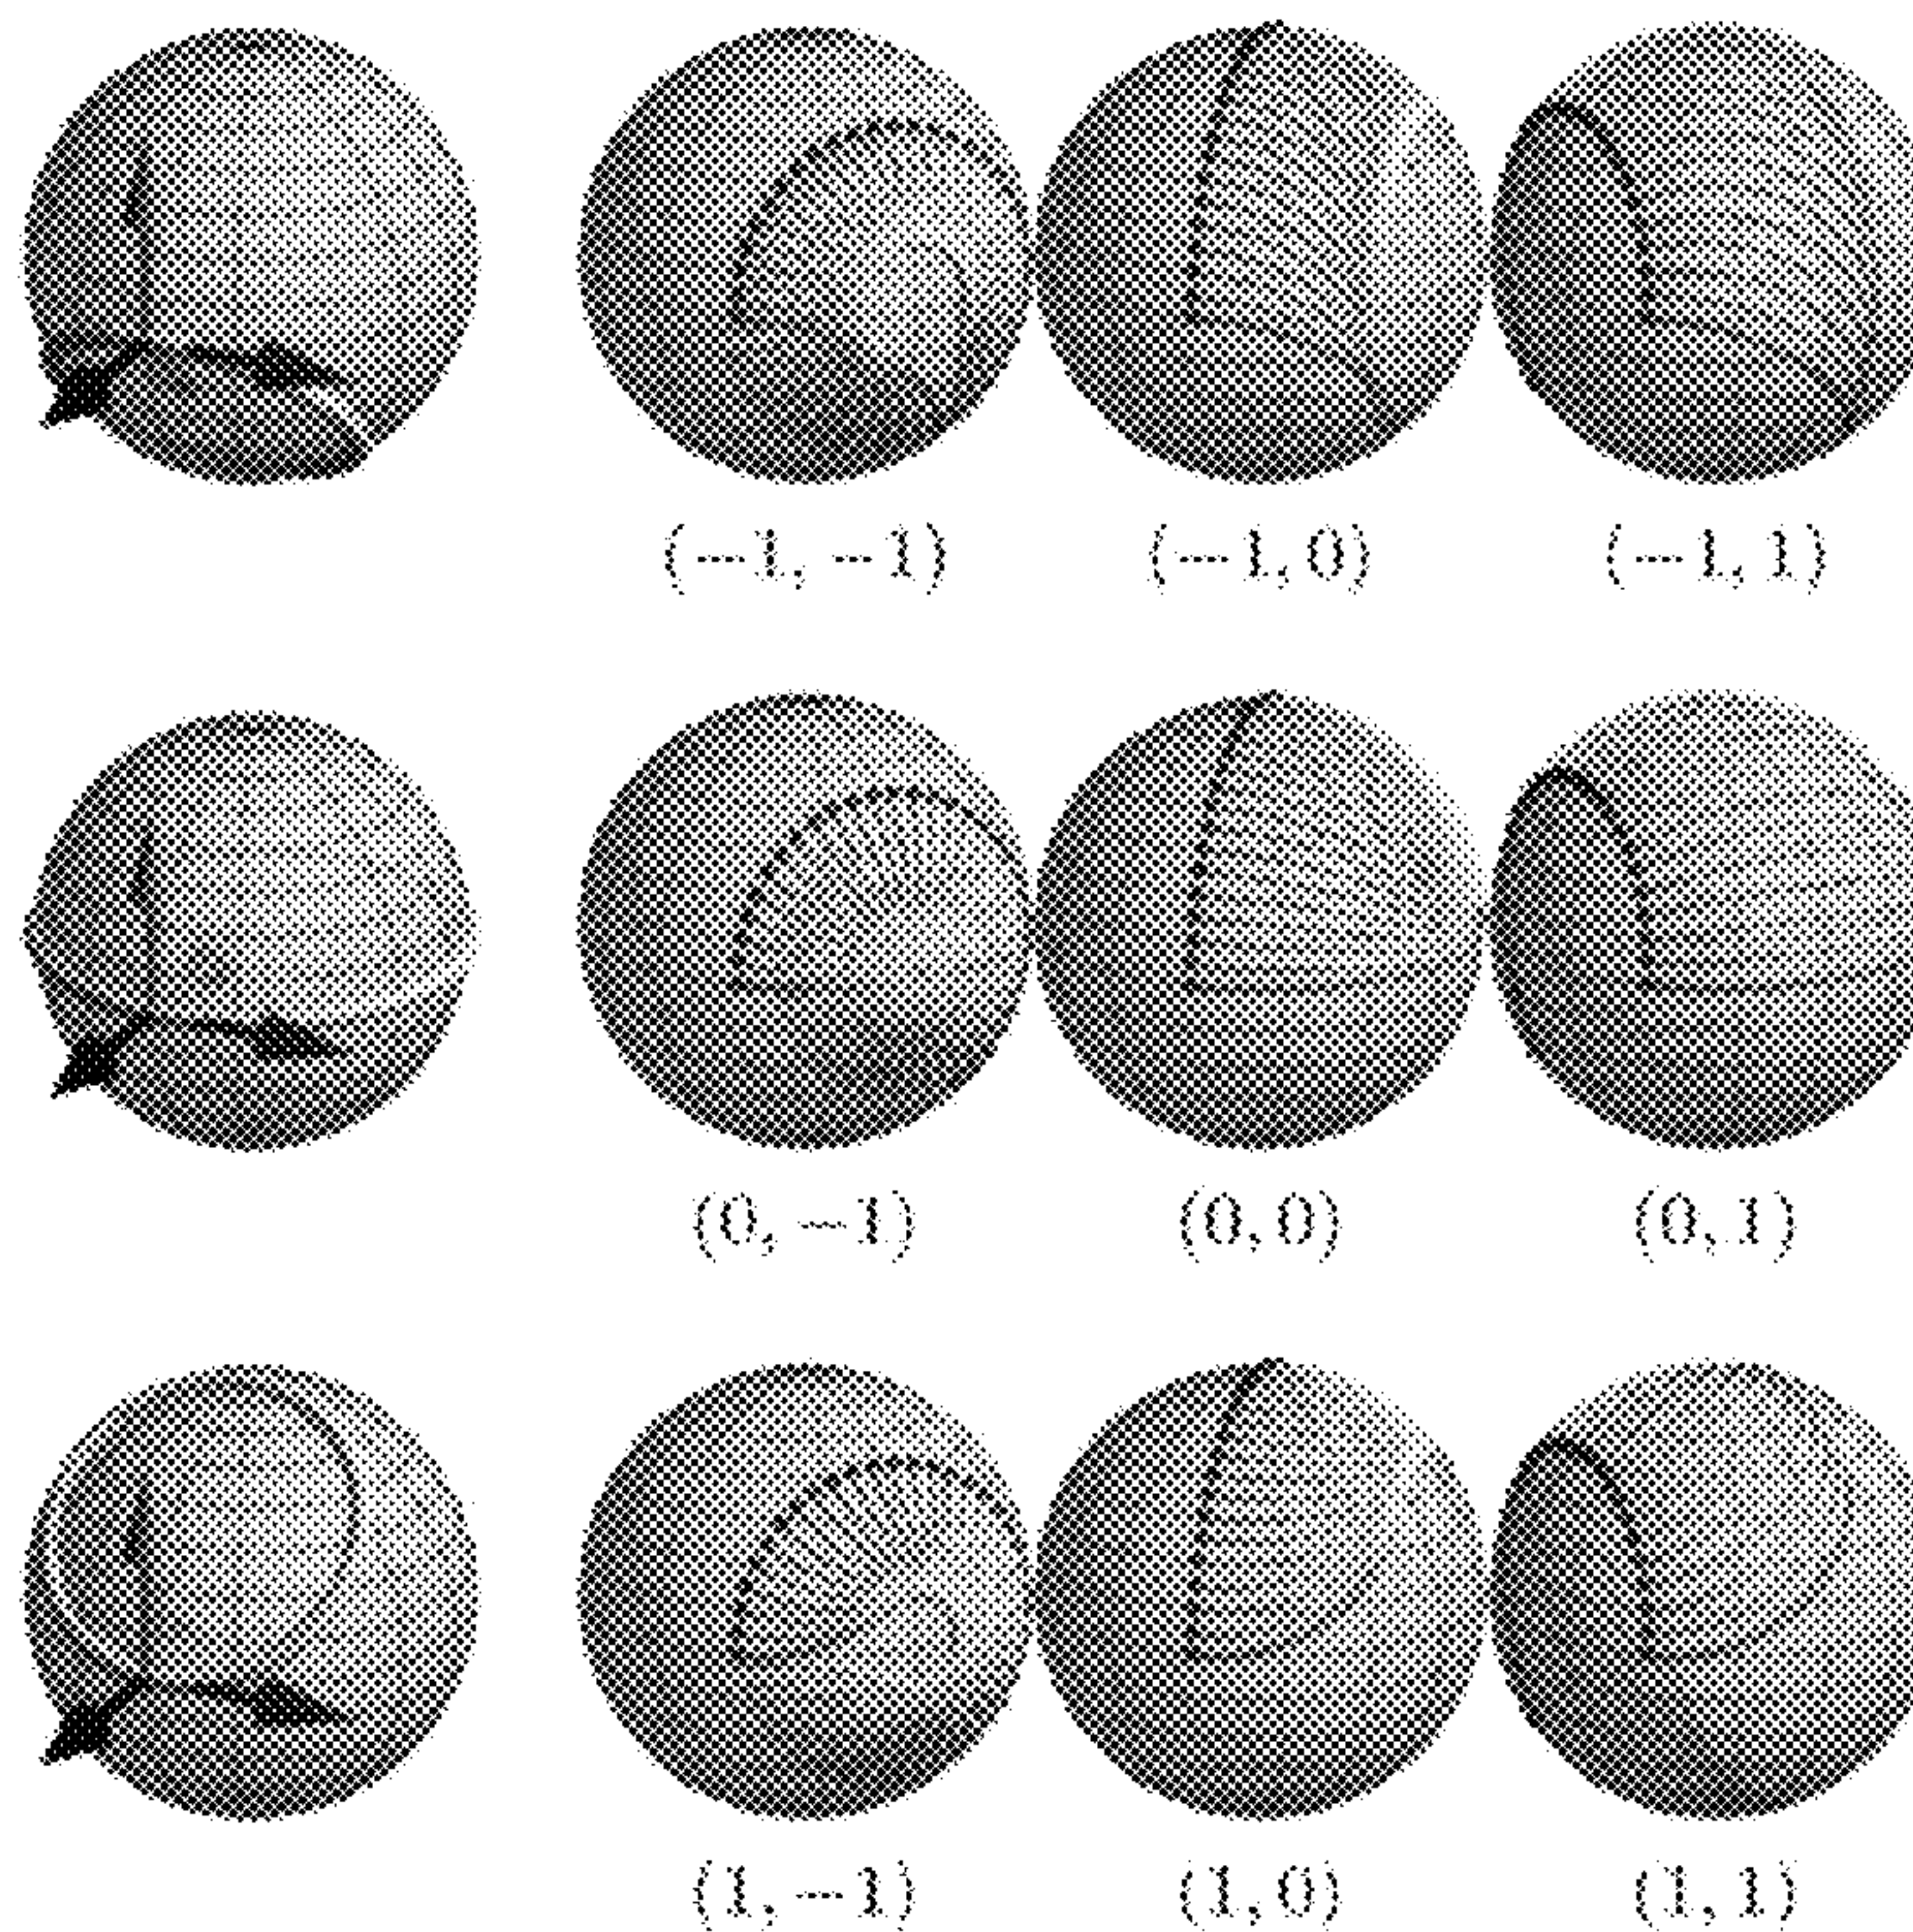 (−1, −1) (−1, 0) (−1, 1)
(0, −1) (0, 0) (0, 1)
(1, −1) (1, 0) (1, 1)